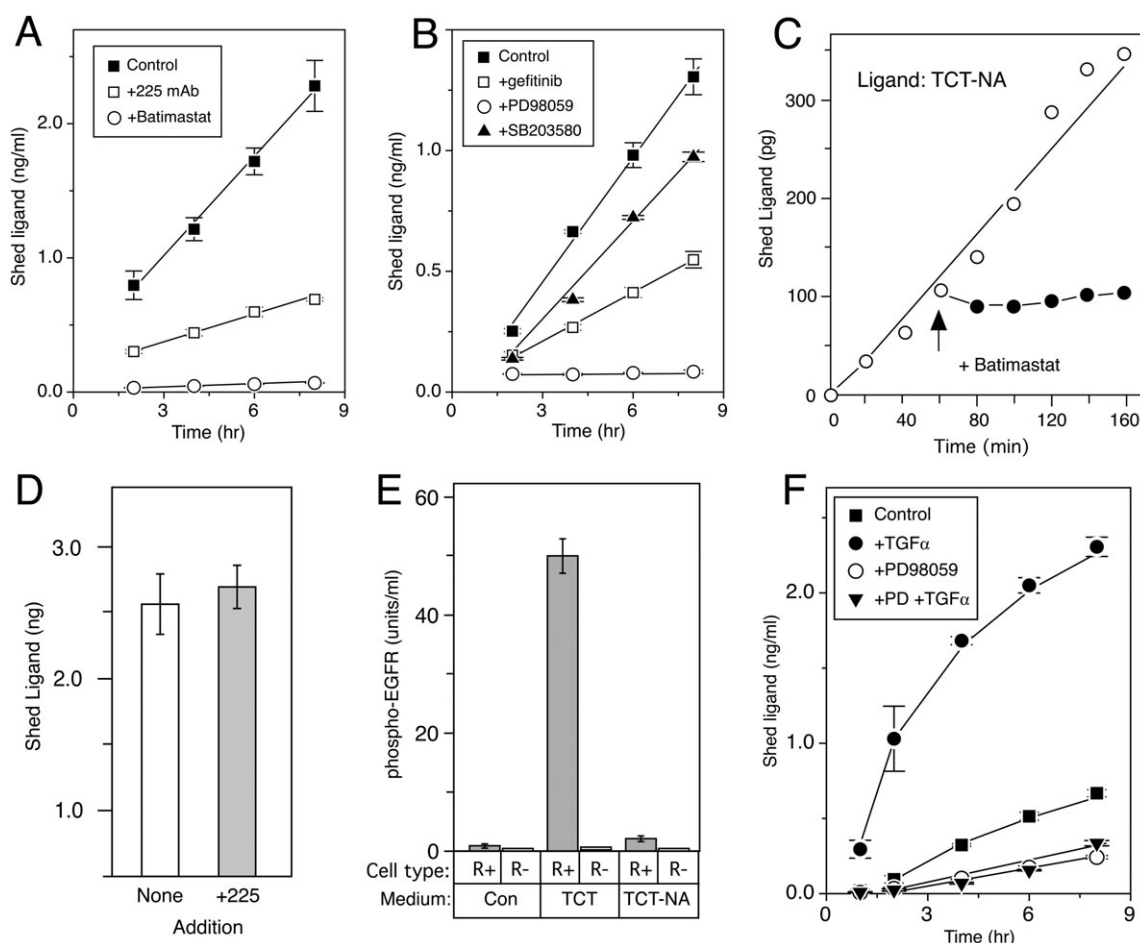 A
Control
+225 mAb
+Batimastat
Shed ligand (ng/ml)
2.0
1.0
0.0
0 3 6 9
Time (hr)
B
Control
+gefitinib
+PD98059
+SB203580
Shed ligand (ng/ml)
1.0
0.5
0.0
0 3 6 9
Time (hr)
C
Ligand: TCT-NA
Shed Ligand (pg)
300
200
100
0
+ Batimastat
0 40 80 120 160
Time (min)
D
Shed Ligand (ng)
3.0
2.0
1.0
None +225
Addition
E
phospho-EGFR (units/ml)
60
40
20
0
Cell type: R+ R- R+ R- R+ R-
Medium: Con TCT TCT-NA
F
Control
+TGFα
+PD98059
+PD +TGFα
Shed ligand (ng/ml)
2.0
1.0
0.0
0 3 6 9
Time (hr)